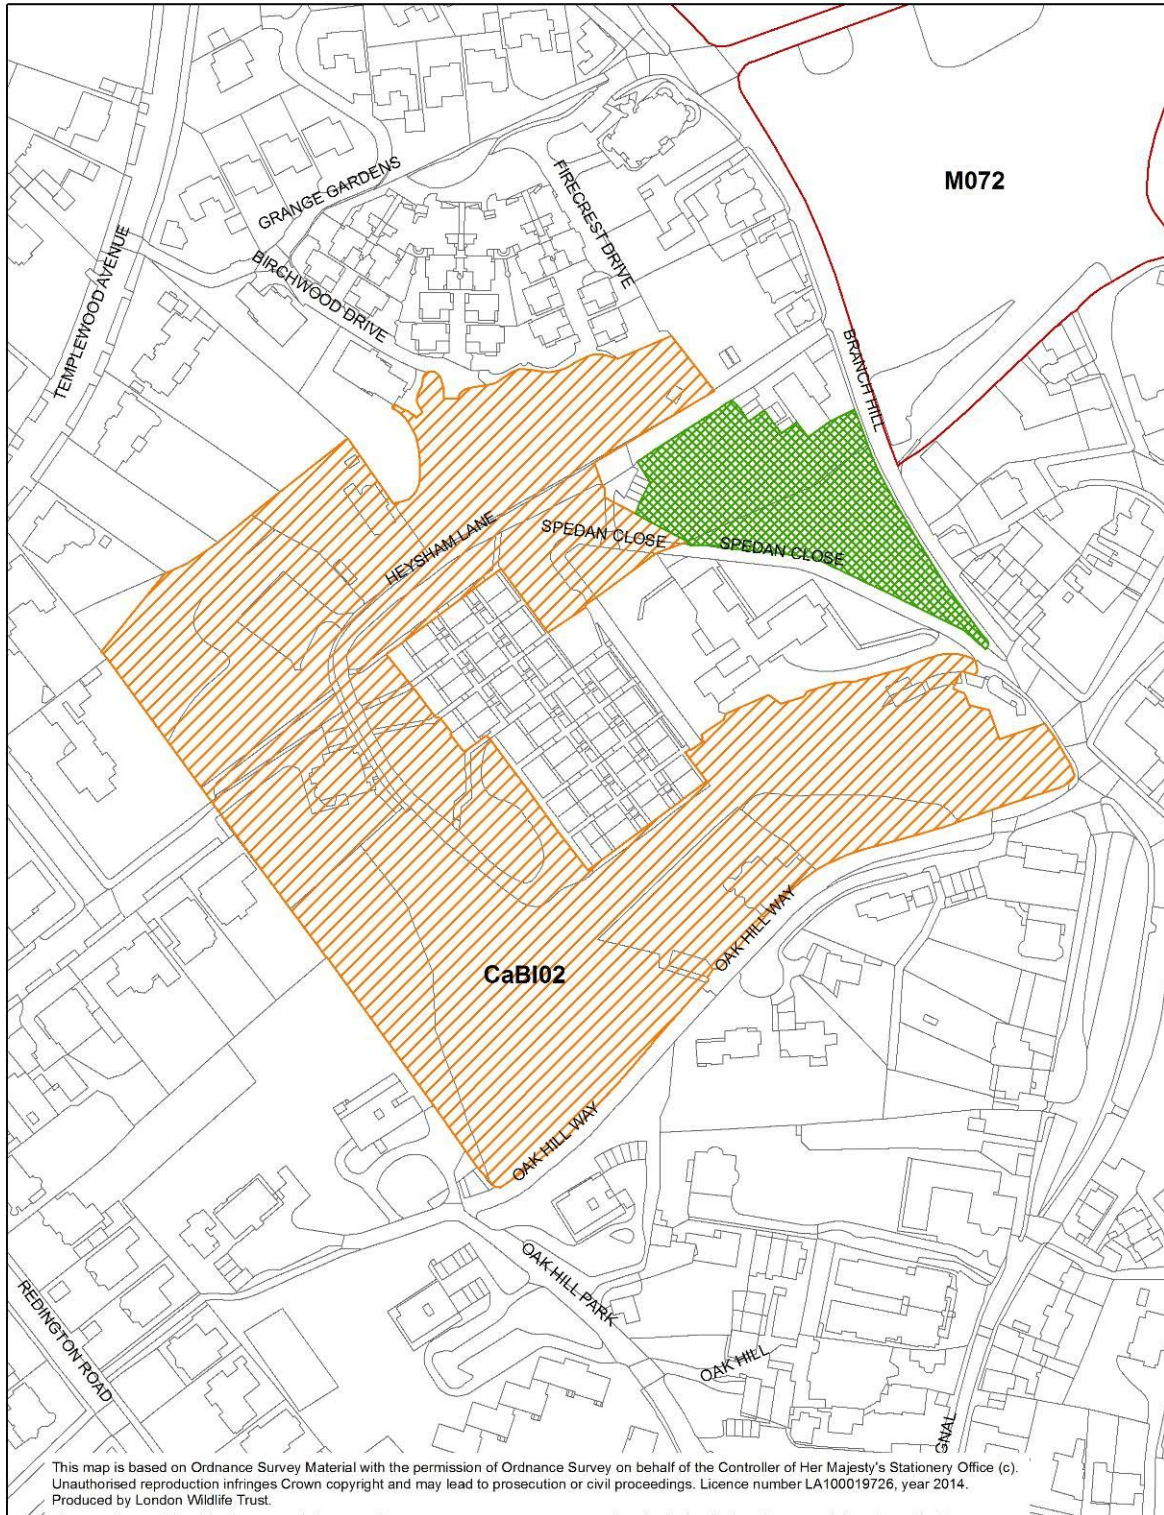 M072
GRANGE GARDENS
FIRECREST DRIVE
BIRCHWOOD DRIVE
TEMPLEWOOD AVENUE
BRANCH HILL
HEYSHAM LANE
SPEDAN CLOSE
SPEDAN CLOSE
OAK HILL WAY
CaBI02
OAK HILL WAY
OAK HILL PARK
REDINGTON ROAD
OAK HILL
GNAL
This map is based on Ordnance Survey Material with the permission of Ordnance Survey on behalf of the Controller of Her Majesty's Stationery Office (c).
Unauthorised reproduction infringes Crown copyright and may lead to prosecution or civil proceedings. Licence number LA100019726, year 2014.
Produced by London Wildlife Trust.